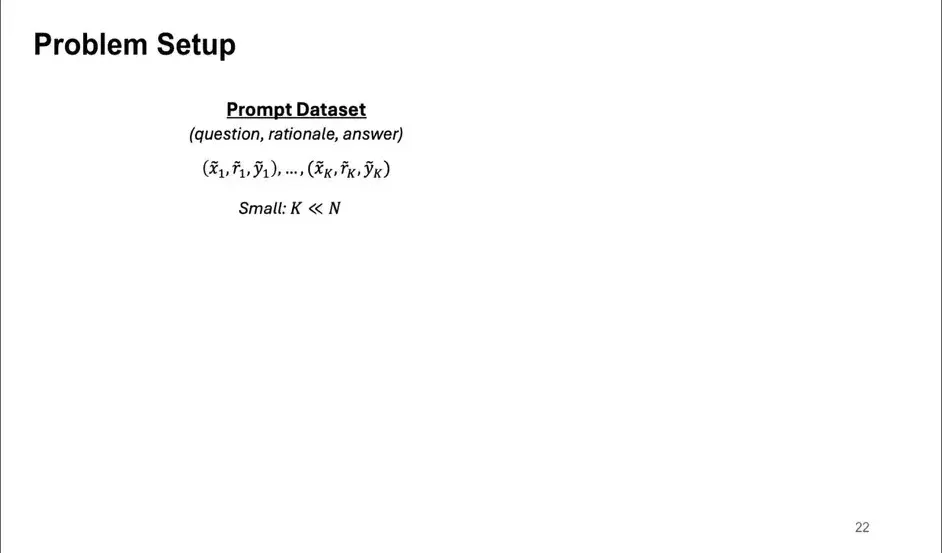 Problem Setup
Prompt Dataset
(question, rationale, answer)
(x̃₁, r̃₁, ỹ₁), … , (x̃_K, r̃_K, ỹ_K)
Small: K ≪ N
22